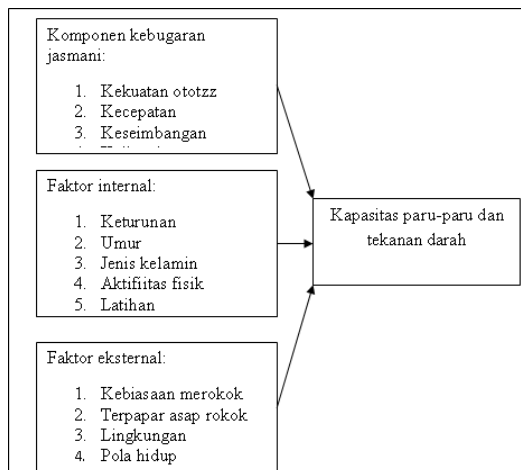 Komponen kebugaran
jasmani:
1. Kekuatan ototzz
2. Kecepatan
3. Keseimbangan
Faktor internal:
1. Keturunan
2. Umur
3. Jenis kelamin
4. Aktifiitas fisik
5. Latihan
Kapasitas paru-paru dan
tekanan darah
Faktor eksternal:
1. Kebiasaan merokok
2. Terpapar asap rokok
3. Lingkungan
4. Pola hidup